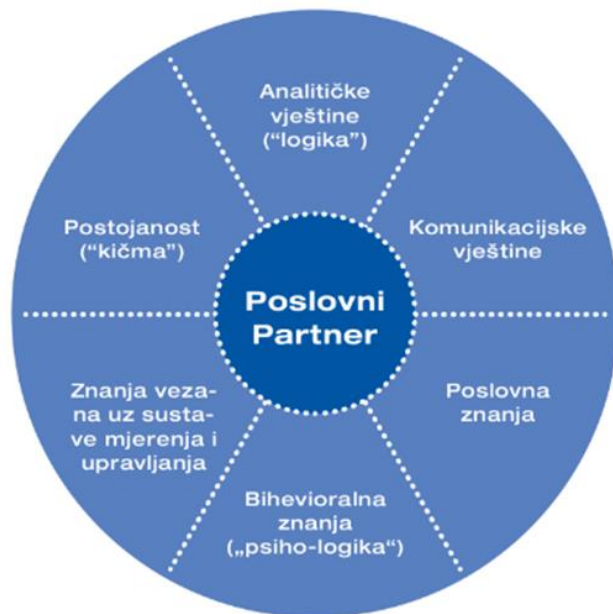 Analitičke
vještine
(“logika”)
Komunikacijske
vještine
Poslovna
znanja
Bihevioralna
znanja
(„psiho-logika“)
Znanja veza-
na uz susta-
ve mjerenja i
upravljanja
Postojanost
(“kičma”)
Poslovni
Partner